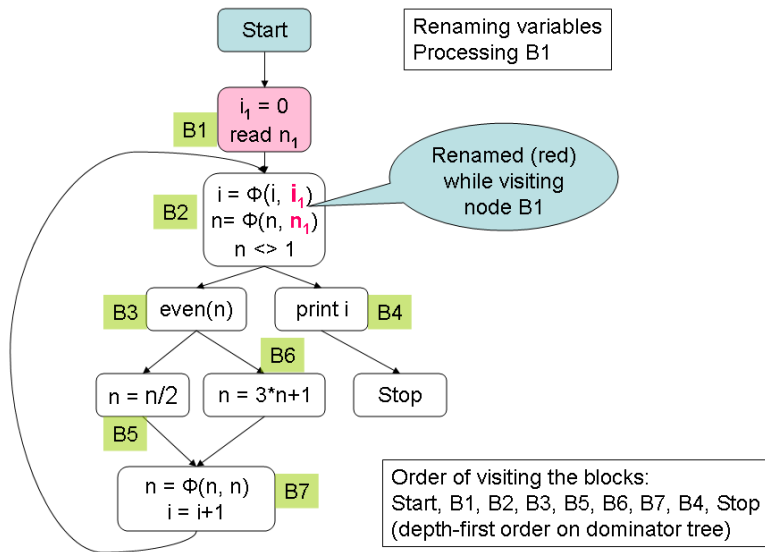 Start
Renaming variables
Processing B1
i₁ = 0
read n₁
B1
Renamed (red)
while visiting
node B1
i = Φ(i, i₁)
n= Φ(n, n₁)
n <> 1
B2
B3
even(n)
print i
B4
B6
n = n/2
n = 3*n+1
Stop
B5
n = Φ(n, n)
i = i+1
B7
Order of visiting the blocks:
Start, B1, B2, B3, B5, B6, B7, B4, Stop
(depth-first order on dominator tree)